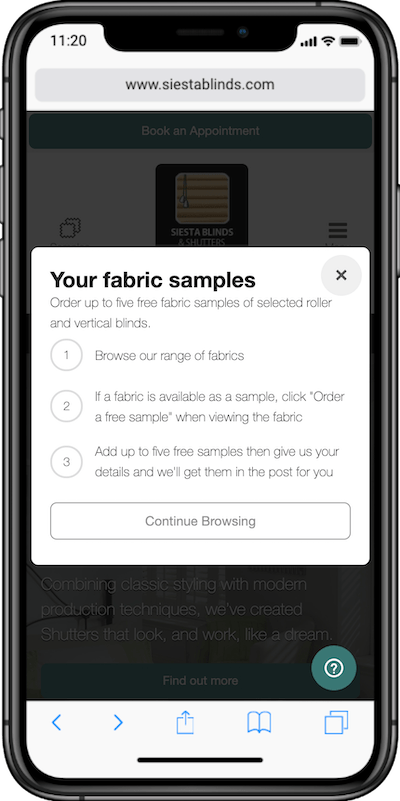 11:20
www.siestablinds.com
Book an Appointment
SIESTA BLINDS
& SHUTTERS
Your fabric samples
Order up to five free fabric samples of selected roller
and vertical blinds.
1
Browse our range of fabrics
2
If a fabric is available as a sample, click "Order
a free sample" when viewing the fabric
3
Add up to five free samples then give us your
details and we'll get them in the post for you
Continue Browsing
Combining classic styling with modern
production techniques, we've created
Shutters that look, and work, like a dream.
Find out more
?